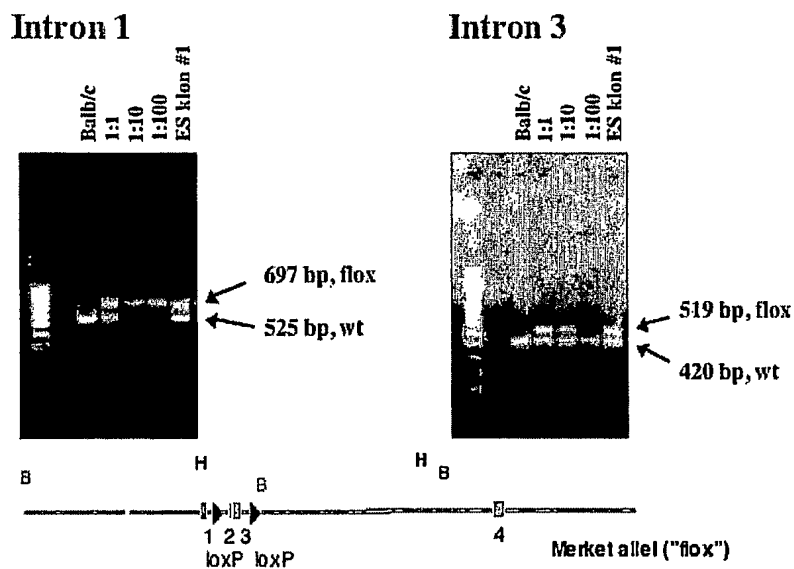 Intron 1
Intron 3
Balb/c
1:1
1:10
1:100
ES klon #1
Balb/c
1:1
1:10
1:100
ES klon #1
697 bp, flox
525 bp, wt
519 bp, flox
420 bp, wt
B
H
B
H
B
1 2 3
4
loxP loxP
Merket allel ("flox")